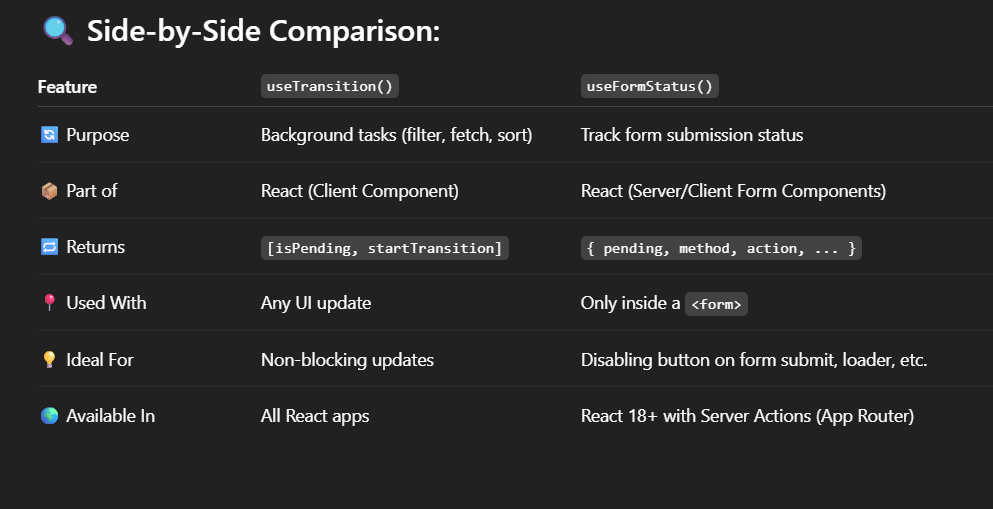 🔍 Side-by-Side Comparison:
Feature useTransition() useFormStatus()
🔄 Purpose Background tasks (filter, fetch, sort) Track form submission status
📦 Part of React (Client Component) React (Server/Client Form Components)
🔁 Returns [isPending, startTransition] { pending, method, action, ... }
📍 Used With Any UI update Only inside a <form>
💡 Ideal For Non-blocking updates Disabling button on form submit, loader, etc.
🌍 Available In All React apps React 18+ with Server Actions (App Router)